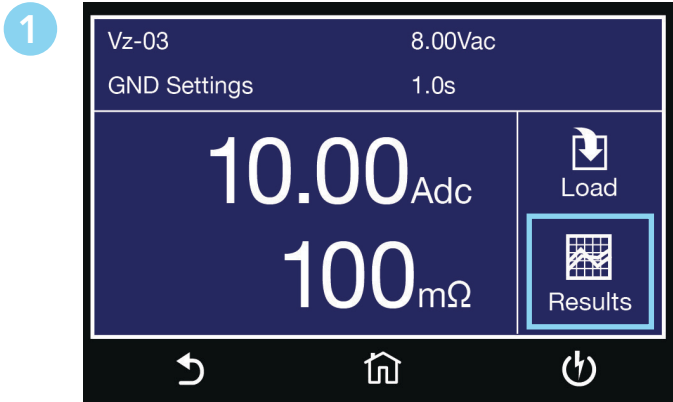 1
Vz-03 8.00Vac
GND Settings 1.0s
10.00Adc
Load
100mΩ
Results